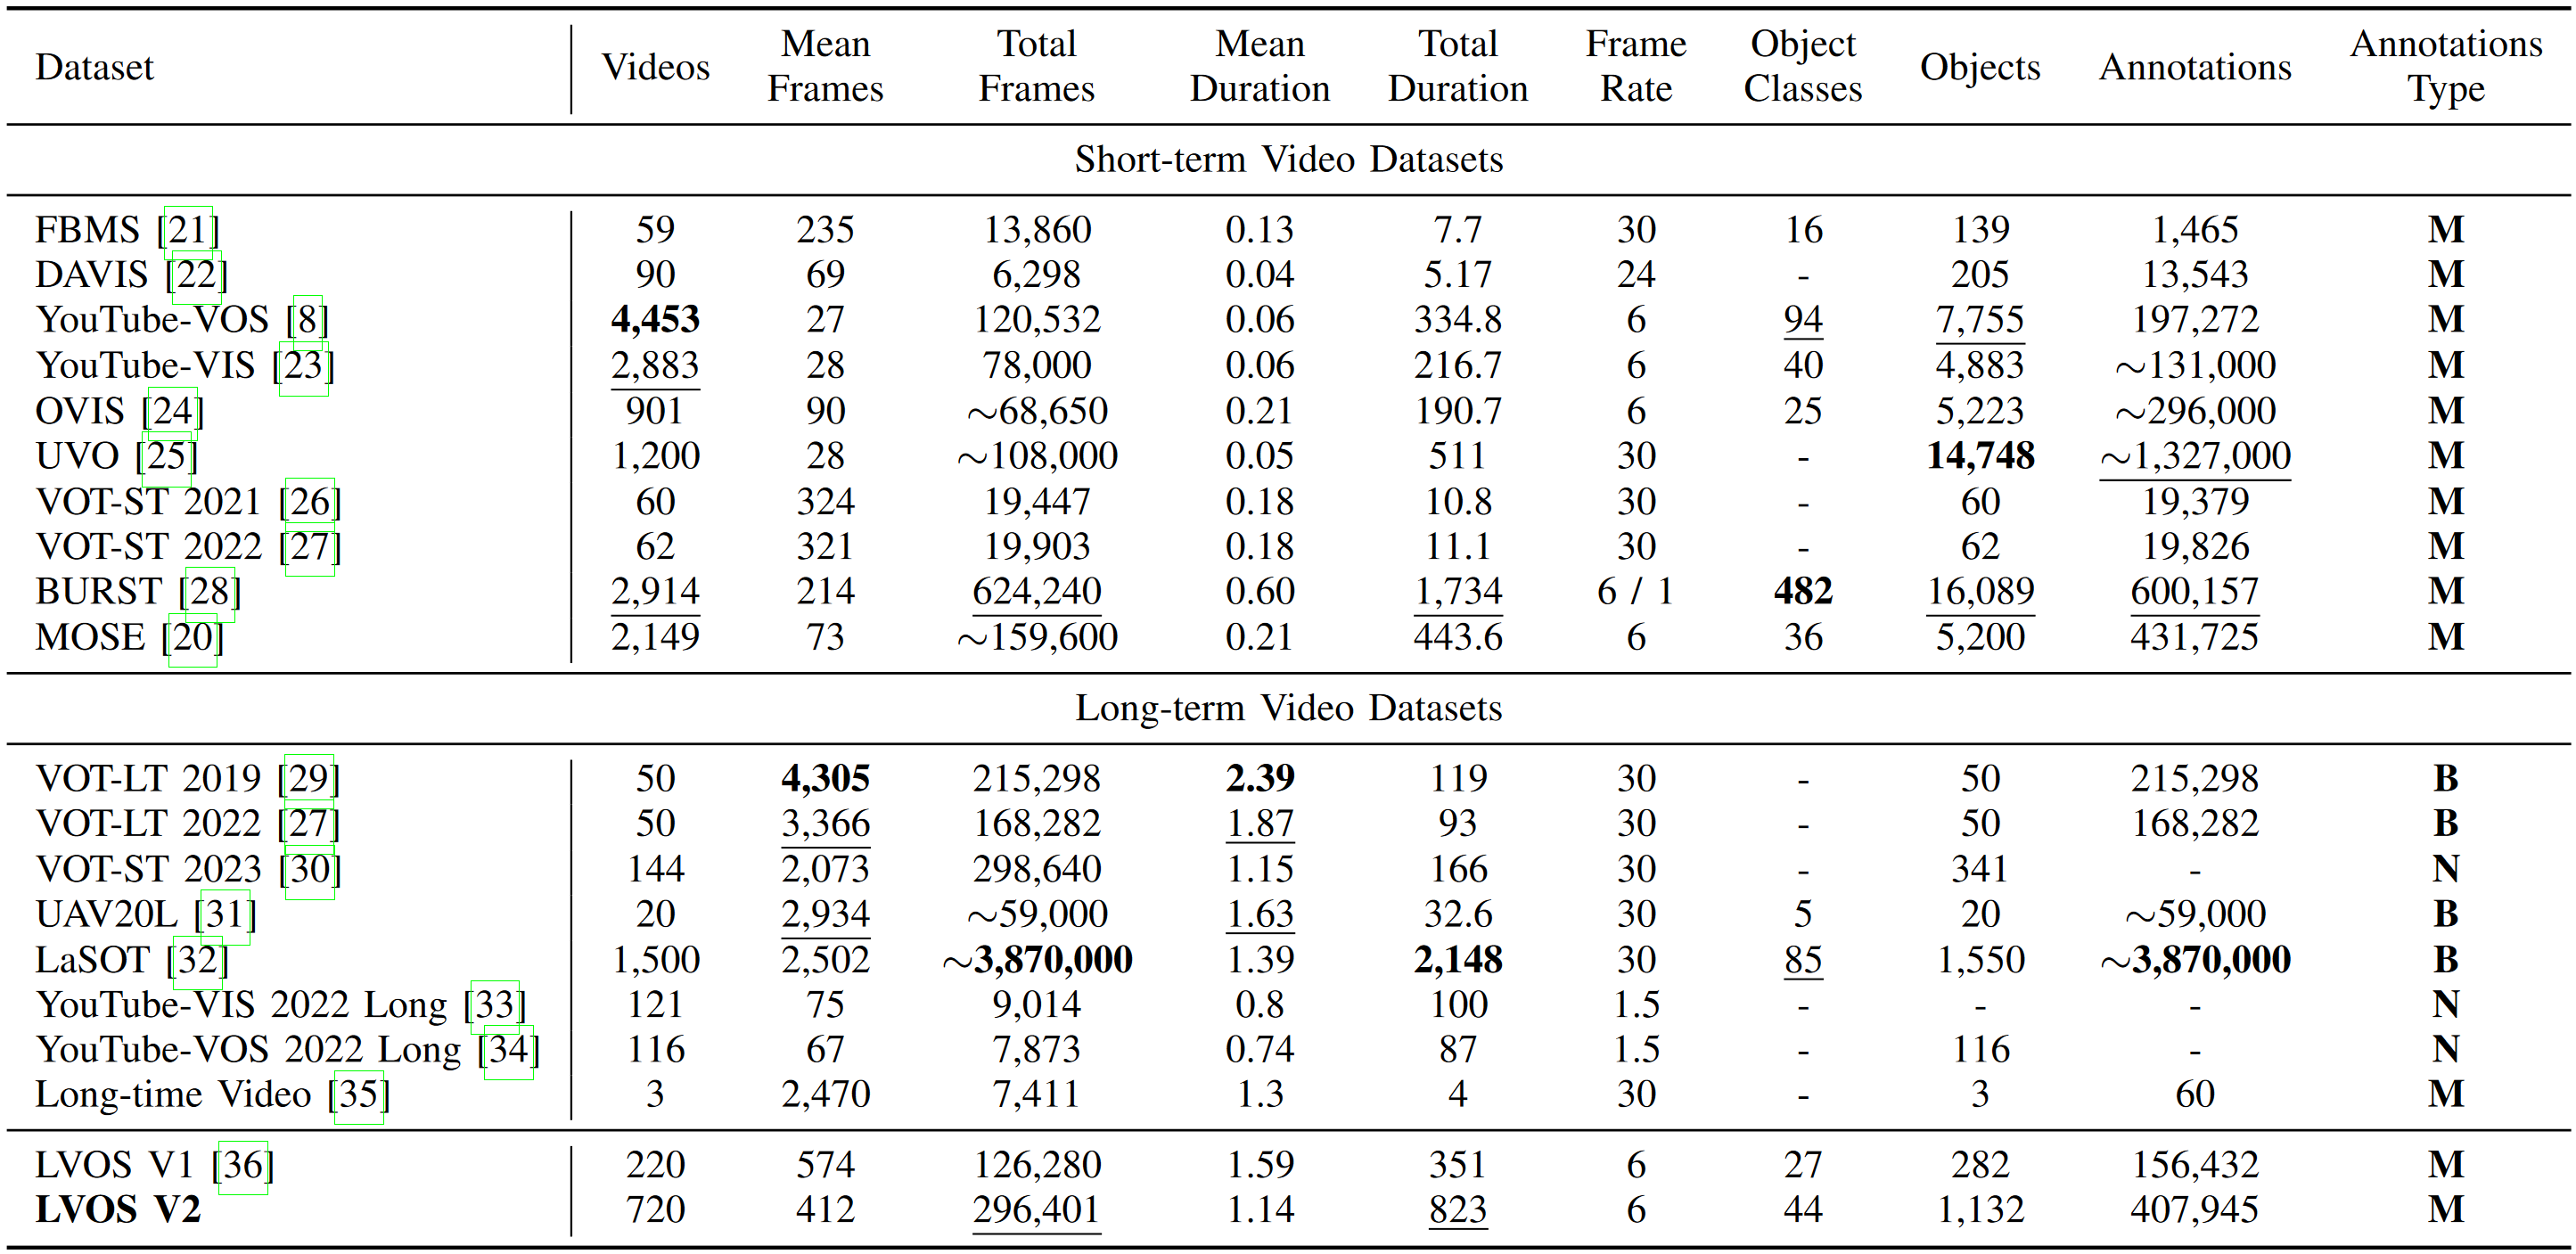 Dataset Videos Mean Frames Total Frames Mean Duration Total Duration Frame Rate Object Classes Objects Annotations Annotations Type
Short-term Video Datasets
FBMS [21] 59 235 13,860 0.13 7.7 30 16 139 1,465 M
DAVIS [22] 90 69 6,298 0.04 5.17 24 - 205 13,543 M
YouTube-VOS [8] 4,453 27 120,532 0.06 334.8 6 94 7,755 197,272 M
YouTube-VIS [23] 2,883 28 78,000 0.06 216.7 6 40 4,883 ~131,000 M
OVIS [24] 901 90 ~68,650 0.21 190.7 6 25 5,223 ~296,000 M
UVO [25] 1,200 28 ~108,000 0.05 511 30 - 14,748 ~1,327,000 M
VOT-ST 2021 [26] 60 324 19,447 0.18 10.8 30 - 60 19,379 M
VOT-ST 2022 [27] 62 321 19,903 0.18 11.1 30 - 62 19,826 M
BURST [28] 2,914 214 624,240 0.60 1,734 6 / 1 482 16,089 600,157 M
MOSE [20] 2,149 73 ~159,600 0.21 443.6 6 36 5,200 431,725 M
Long-term Video Datasets
VOT-LT 2019 [29] 50 4,305 215,298 2.39 119 30 - 50 215,298 B
VOT-LT 2022 [27] 50 3,366 168,282 1.87 93 30 - 50 168,282 B
VOT-ST 2023 [30] 144 2,073 298,640 1.15 166 30 - 341 - N
UAV20L [31] 20 2,934 ~59,000 1.63 32.6 30 5 20 ~59,000 B
LaSOT [32] 1,500 2,502 ~3,870,000 1.39 2,148 30 85 1,550 ~3,870,000 B
YouTube-VIS 2022 Long [33] 121 75 9,014 0.8 100 1.5 - - - N
YouTube-VOS 2022 Long [34] 116 67 7,873 0.74 87 1.5 - 116 - N
Long-time Video [35] 3 2,470 7,411 1.3 4 30 - 3 60 M
LVOS V1 [36] 220 574 126,280 1.59 351 6 27 282 156,432 M
LVOS V2 720 412 296,401 1.14 823 6 44 1,132 407,945 M